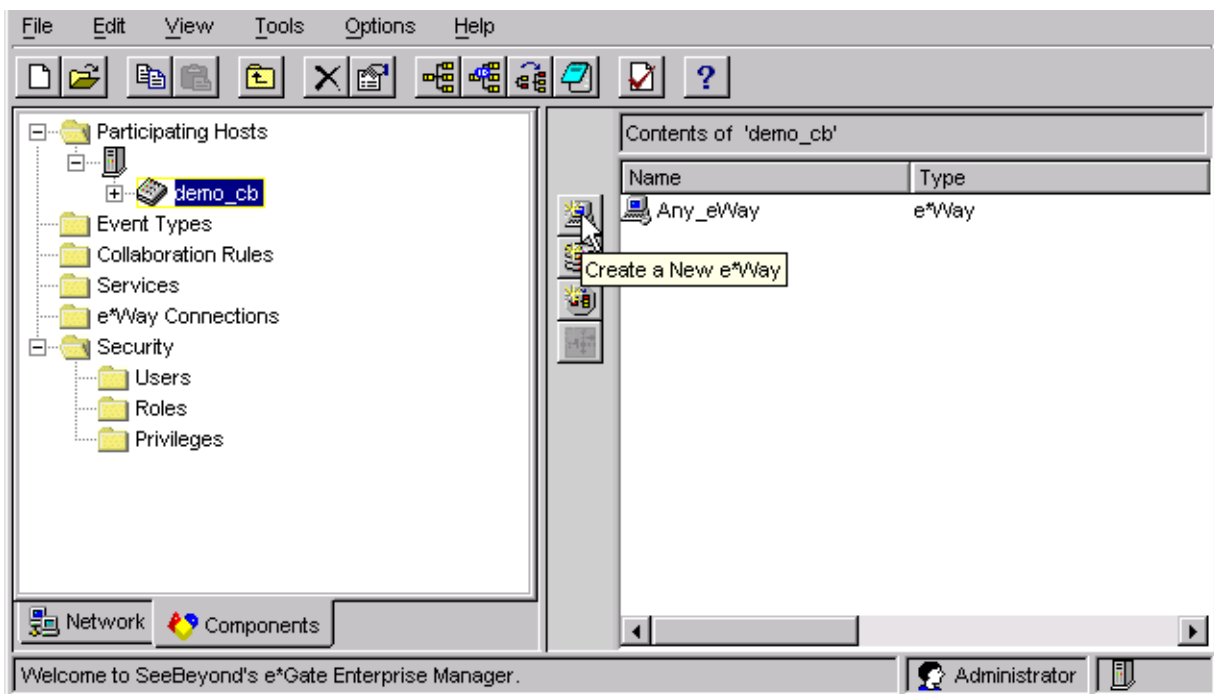 File Edit View Tools Options Help
?
Participating Hosts
demo_cb
Event Types
Collaboration Rules
Services
e*Way Connections
Security
Users
Roles
Privileges
Network Components
Contents of 'demo_cb'
Name Type
Any_eWay e*Way
Create a New e*Way
Welcome to SeeBeyond's e*Gate Enterprise Manager. Administrator